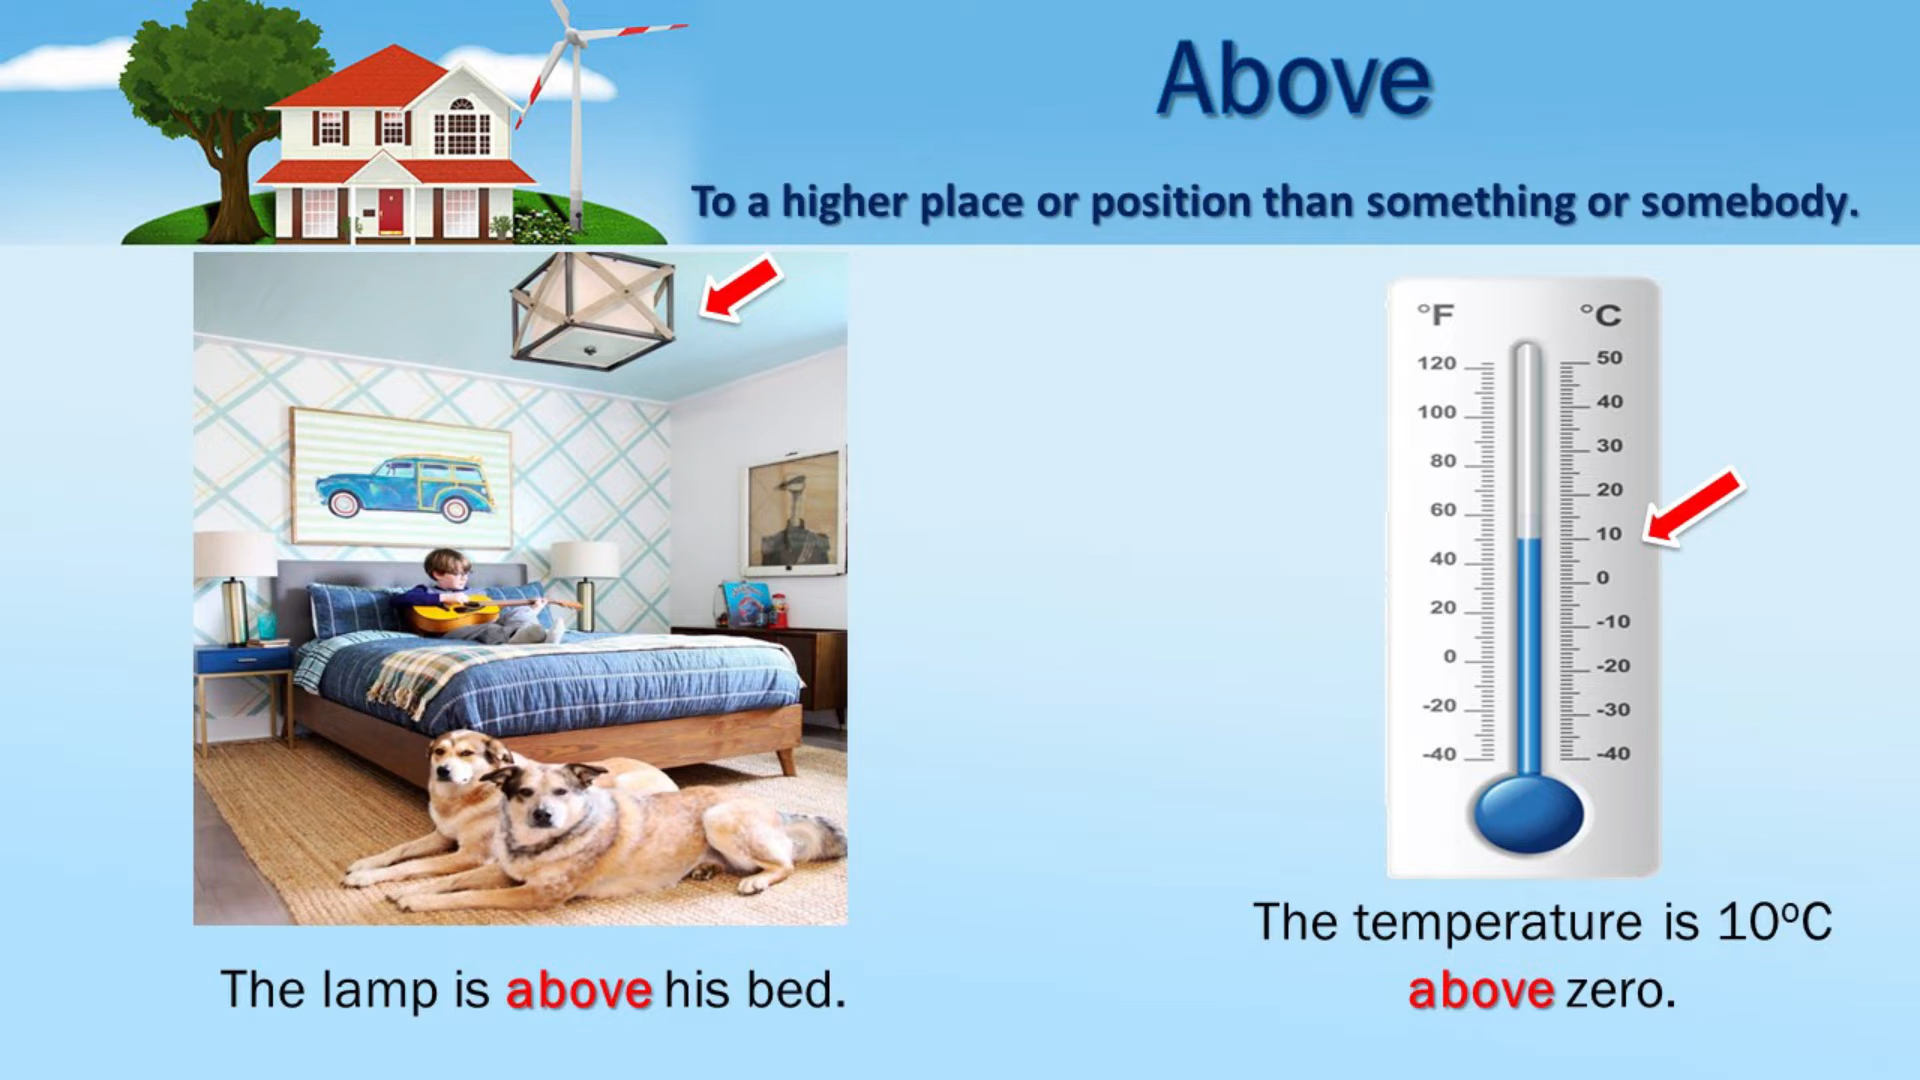 Above
To a higher place or position than something or somebody.
°F °C
120 50
100 40
80 30
60 20
40 10
20 0
0 -10
-20 -20
-40 -30
-40
The lamp is above his bed.
The temperature is 10ºC
above zero.